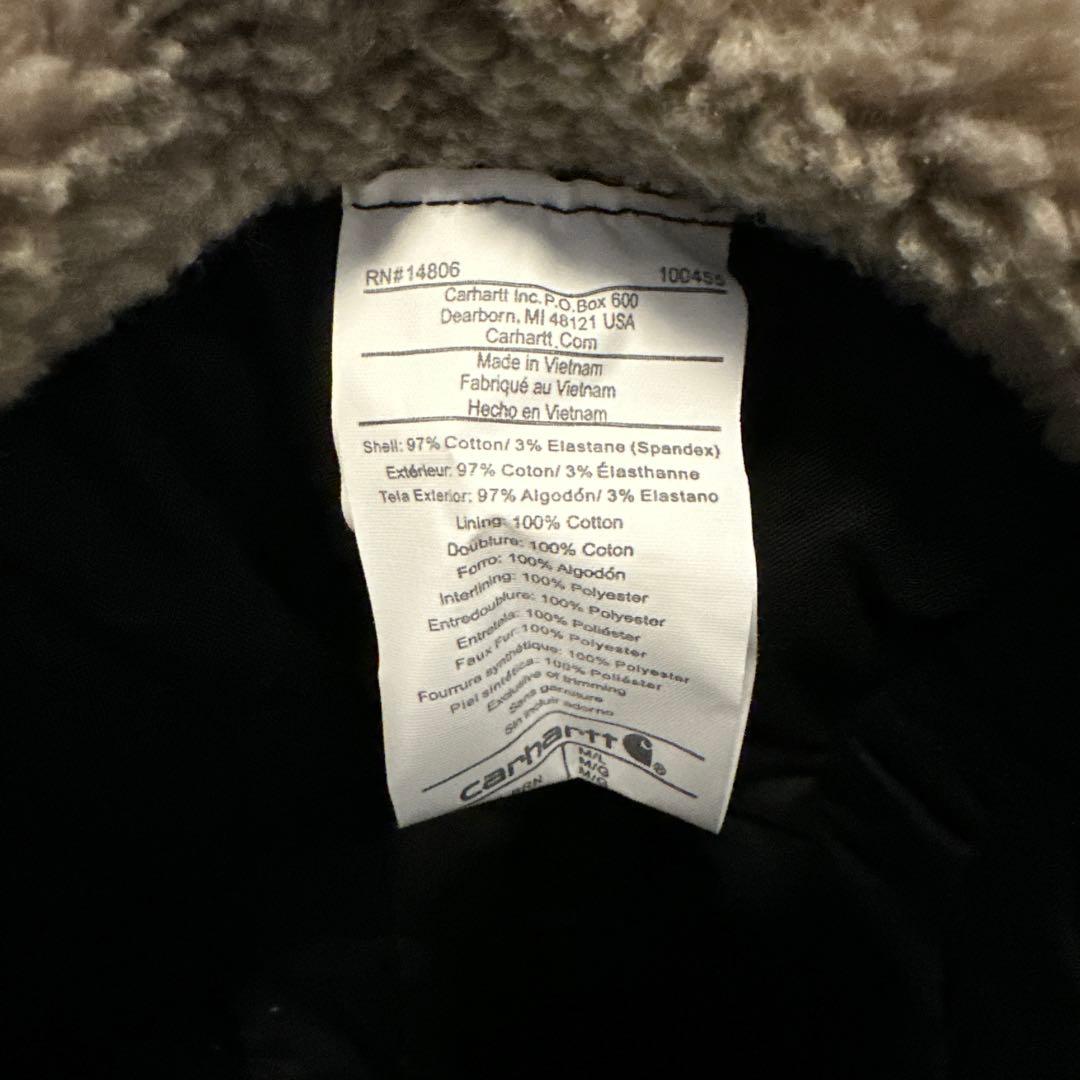 RN#14806
Carhartt Inc. P.O. Box 600
Dearborn, MI 48121 USA
Carhartt.Com
Made in Vietnam
Fabriqué au Vietnam
Hecho en Vietnam
Shell: 97% Cotton/ 3% Elastane (Spandex)
Extérieur: 97% Coton/ 3% Élasthanne
Tela Exterior: 97% Algodón/ 3% Elastano
Lining: 100% Cotton
Doublure: 100% Coton
Forro: 100% Algodón
Interlining: 100% Polyester
Entredoublure: 100% Polyester
Entretela: 100% Poliéster
Faux Fur: 100% Polyester
Fourrure synthétique: 100% Polyester
Piel sintética: 100% Poliéster
Exclusive of trimming
Sans garniture
Sin incluir adorno
carhartt ®
M/L
M/G
M/G